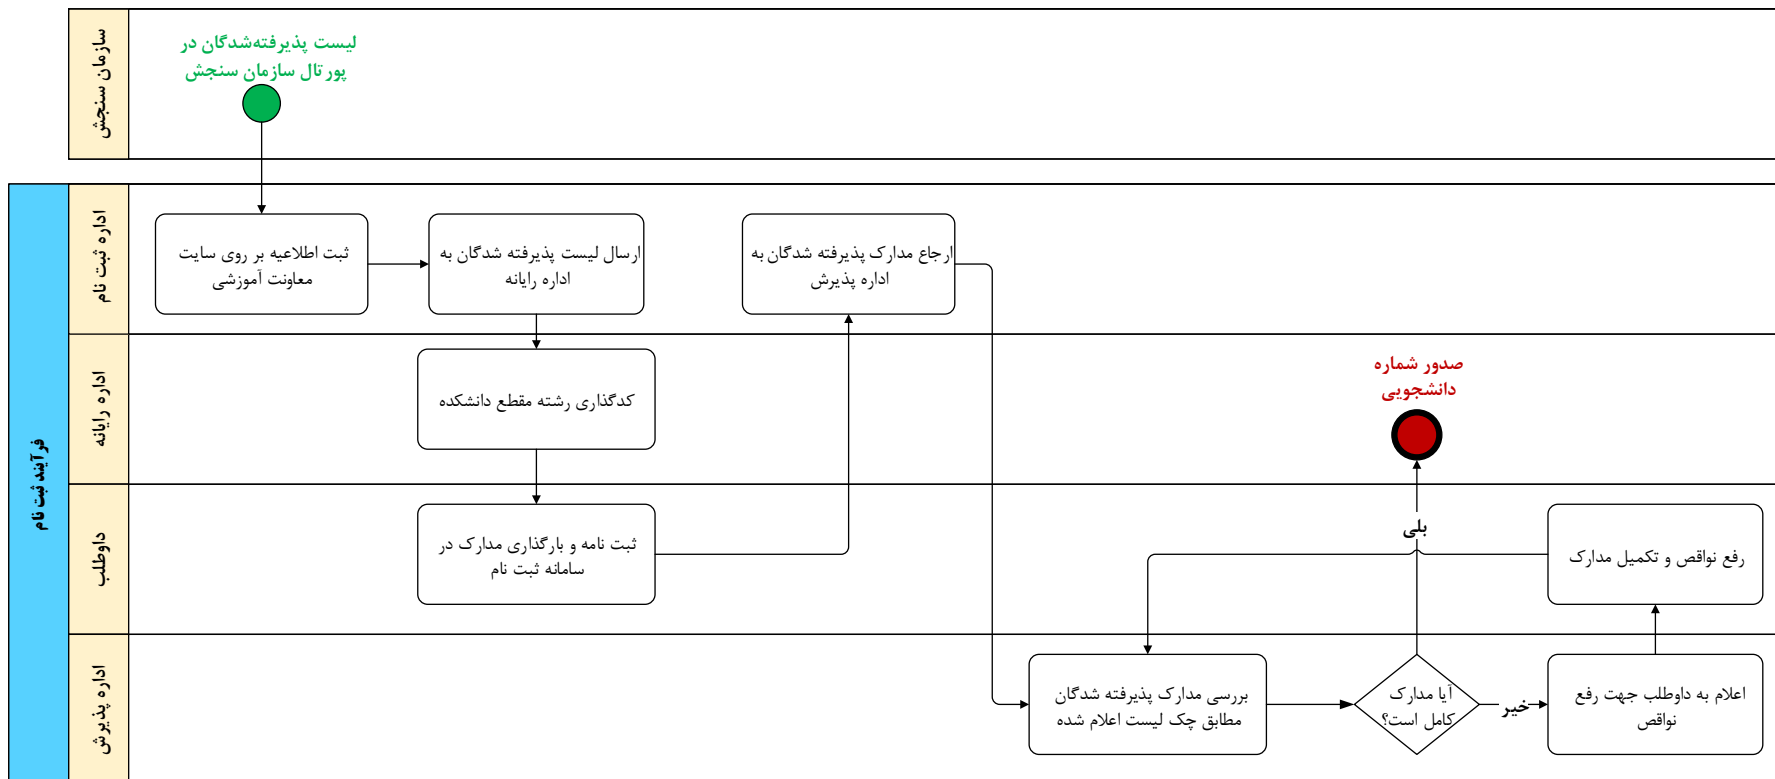 سازمان سنجش
لیست پذیرفته‌شدگان در
پورتال سازمان سنجش
فرآیند ثبت نام
اداره ثبت نام
ثبت اطلاعیه بر روی سایت
معاونت آموزشی
ارسال لیست پذیرفته شدگان به
اداره رایانه
ارجاع مدارک پذیرفته شدگان به
اداره پذیرش
اداره رایانه
کدگذاری رشته مقطع دانشکده
صدور شماره
دانشجویی
داوطلب
ثبت نامه و بارگذاری مدارک در
سامانه ثبت نام
بلی
رفع نواقص و تکمیل مدارک
اداره پذیرش
بررسی مدارک پذیرفته شدگان
مطابق چک لیست اعلام شده
آیا مدارک
کامل است؟
خیر
اعلام به داوطلب جهت رفع
نواقص